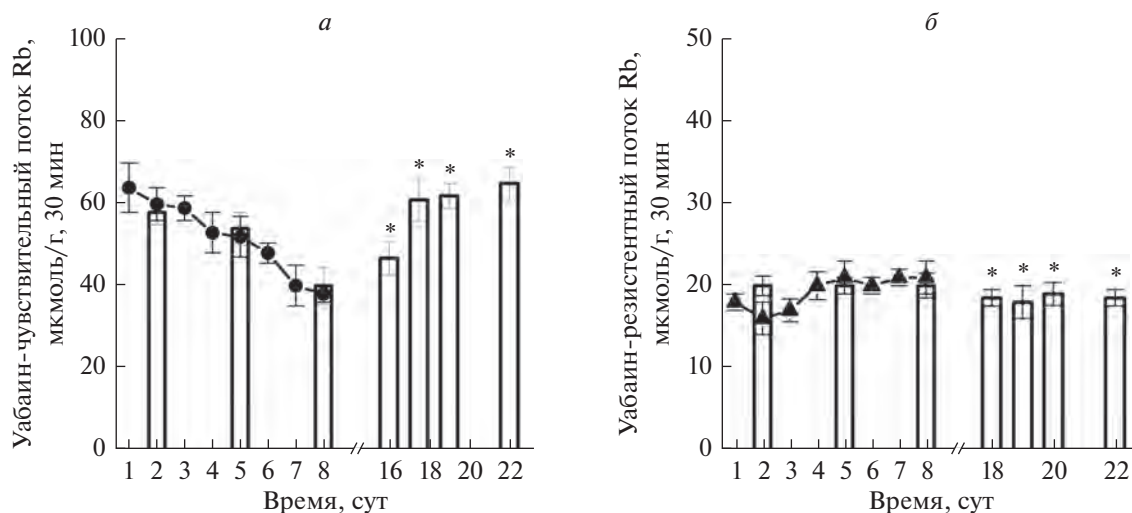 а
Уабаин-чувствительный поток Rb,
мкмоль/г, 30 мин
100
80
60
40
20
0
* * * *
1 2 3 4 5 6 7 8 // 16 18 20 22
Время, сут
б
Уабаин-резистентный поток Rb,
мкмоль/г, 30 мин
50
40
30
20
10
0
* * * *
1 2 3 4 5 6 7 8 // 18 20 22
Время, сут